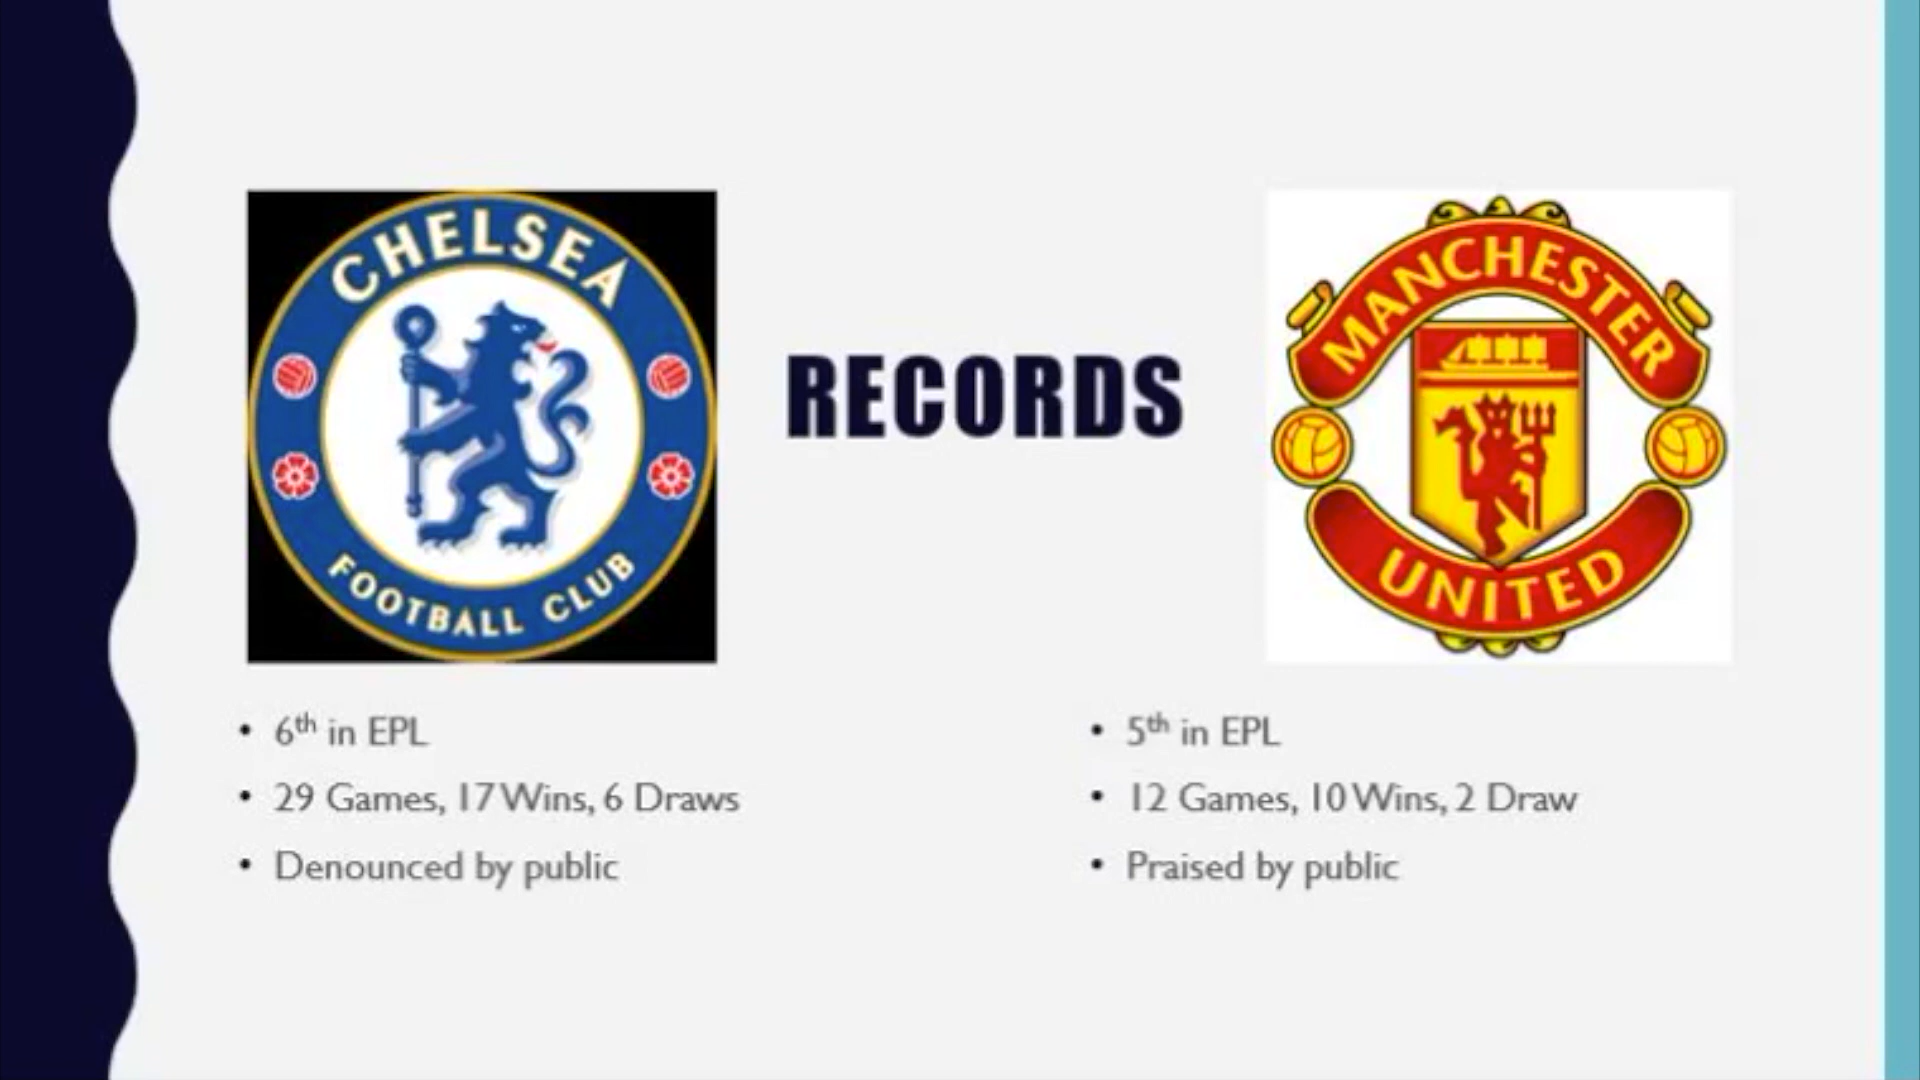 CHELSEA
FOOTBALL CLUB
RECORDS
MANCHESTER
UNITED
• 6th in EPL
• 29 Games, 17 Wins, 6 Draws
• Denounced by public
• 5th in EPL
• 12 Games, 10 Wins, 2 Draw
• Praised by public